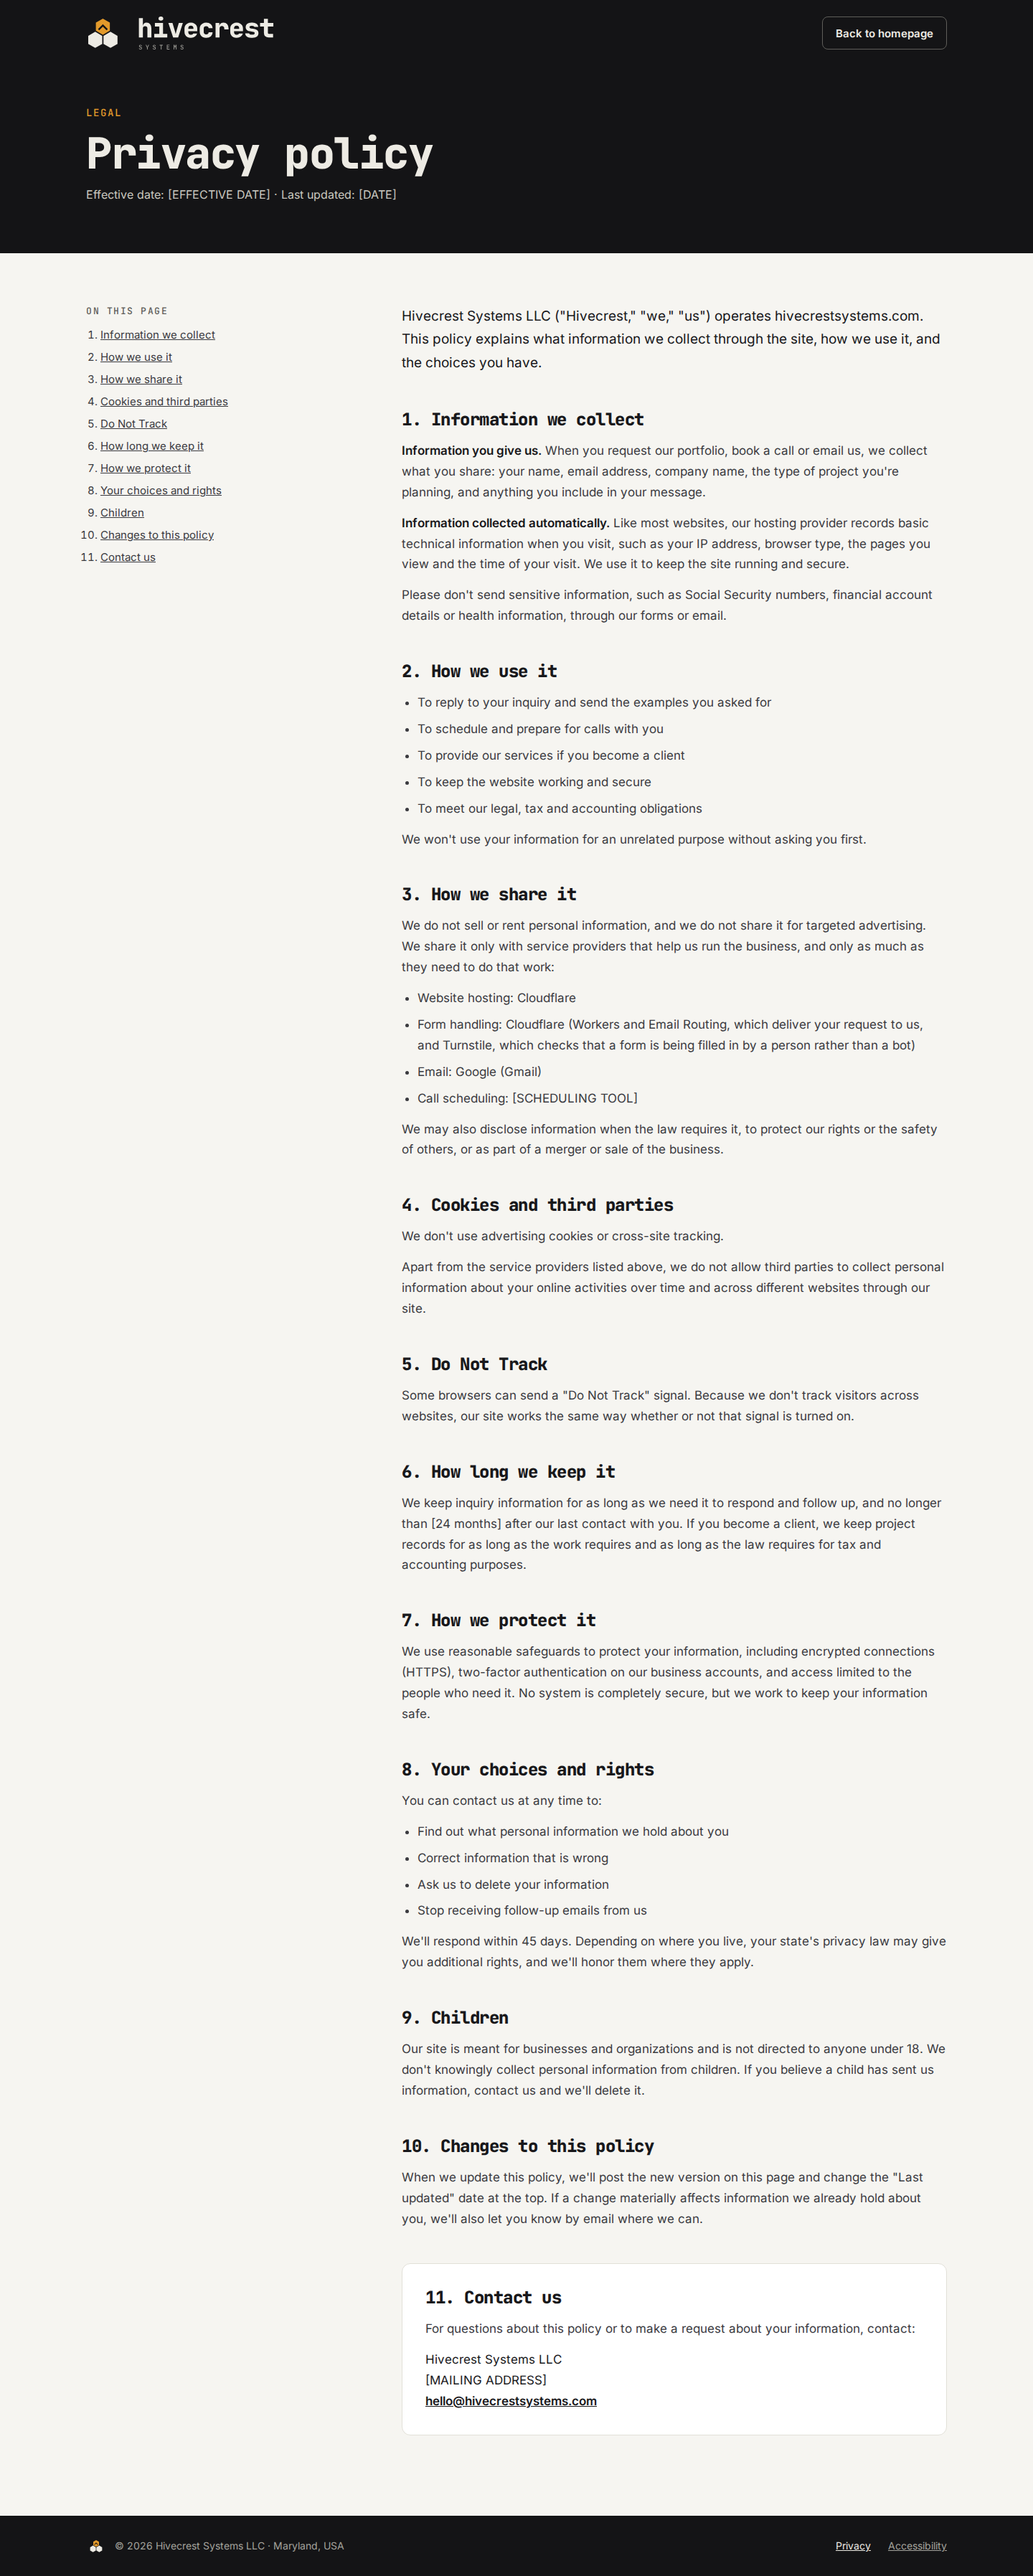 hivecrest
SYSTEMS
Back to homepage
LEGAL
Privacy policy
Effective date: [EFFECTIVE DATE] · Last updated: [DATE]
ON THIS PAGE
1. Information we collect
2. How we use it
3. How we share it
4. Cookies and third parties
5. Do Not Track
6. How long we keep it
7. How we protect it
8. Your choices and rights
9. Children
10. Changes to this policy
11. Contact us
Hivecrest Systems LLC ("Hivecrest," "we," "us") operates hivecrestsystems.com.
This policy explains what information we collect through the site, how we use it, and
the choices you have.
1. Information we collect
Information you give us. When you request our portfolio, book a call or email us, we collect
what you share: your name, email address, company name, the type of project you're
planning, and anything you include in your message.
Information collected automatically. Like most websites, our hosting provider records basic
technical information when you visit, such as your IP address, browser type, the pages you
view and the time of your visit. We use it to keep the site running and secure.
Please don't send sensitive information, such as Social Security numbers, financial account
details or health information, through our forms or email.
2. How we use it
• To reply to your inquiry and send the examples you asked for
• To schedule and prepare for calls with you
• To provide our services if you become a client
• To keep the website working and secure
• To meet our legal, tax and accounting obligations
We won't use your information for an unrelated purpose without asking you first.
3. How we share it
We do not sell or rent personal information, and we do not share it for targeted advertising.
We share it only with service providers that help us run the business, and only as much as
they need to do that work:
• Website hosting: Cloudflare
• Form handling: Cloudflare (Workers and Email Routing, which deliver your request to us,
and Turnstile, which checks that a form is being filled in by a person rather than a bot)
• Email: Google (Gmail)
• Call scheduling: [SCHEDULING TOOL]
We may also disclose information when the law requires it, to protect our rights or the safety
of others, or as part of a merger or sale of the business.
4. Cookies and third parties
We don't use advertising cookies or cross-site tracking.
Apart from the service providers listed above, we do not allow third parties to collect personal
information about your online activities over time and across different websites through our
site.
5. Do Not Track
Some browsers can send a "Do Not Track" signal. Because we don't track visitors across
websites, our site works the same way whether or not that signal is turned on.
6. How long we keep it
We keep inquiry information for as long as we need it to respond and follow up, and no longer
than [24 months] after our last contact with you. If you become a client, we keep project
records for as long as the work requires and as long as the law requires for tax and
accounting purposes.
7. How we protect it
We use reasonable safeguards to protect your information, including encrypted connections
(HTTPS), two-factor authentication on our business accounts, and access limited to the
people who need it. No system is completely secure, but we work to keep your information
safe.
8. Your choices and rights
You can contact us at any time to:
• Find out what personal information we hold about you
• Correct information that is wrong
• Ask us to delete your information
• Stop receiving follow-up emails from us
We'll respond within 45 days. Depending on where you live, your state's privacy law may give
you additional rights, and we'll honor them where they apply.
9. Children
Our site is meant for businesses and organizations and is not directed to anyone under 18. We
don't knowingly collect personal information from children. If you believe a child has sent us
information, contact us and we'll delete it.
10. Changes to this policy
When we update this policy, we'll post the new version on this page and change the "Last
updated" date at the top. If a change materially affects information we already hold about
you, we'll also let you know by email where we can.
11. Contact us
For questions about this policy or to make a request about your information, contact:
Hivecrest Systems LLC
[MAILING ADDRESS]
hello@hivecrestsystems.com
© 2026 Hivecrest Systems LLC · Maryland, USA
Privacy
Accessibility